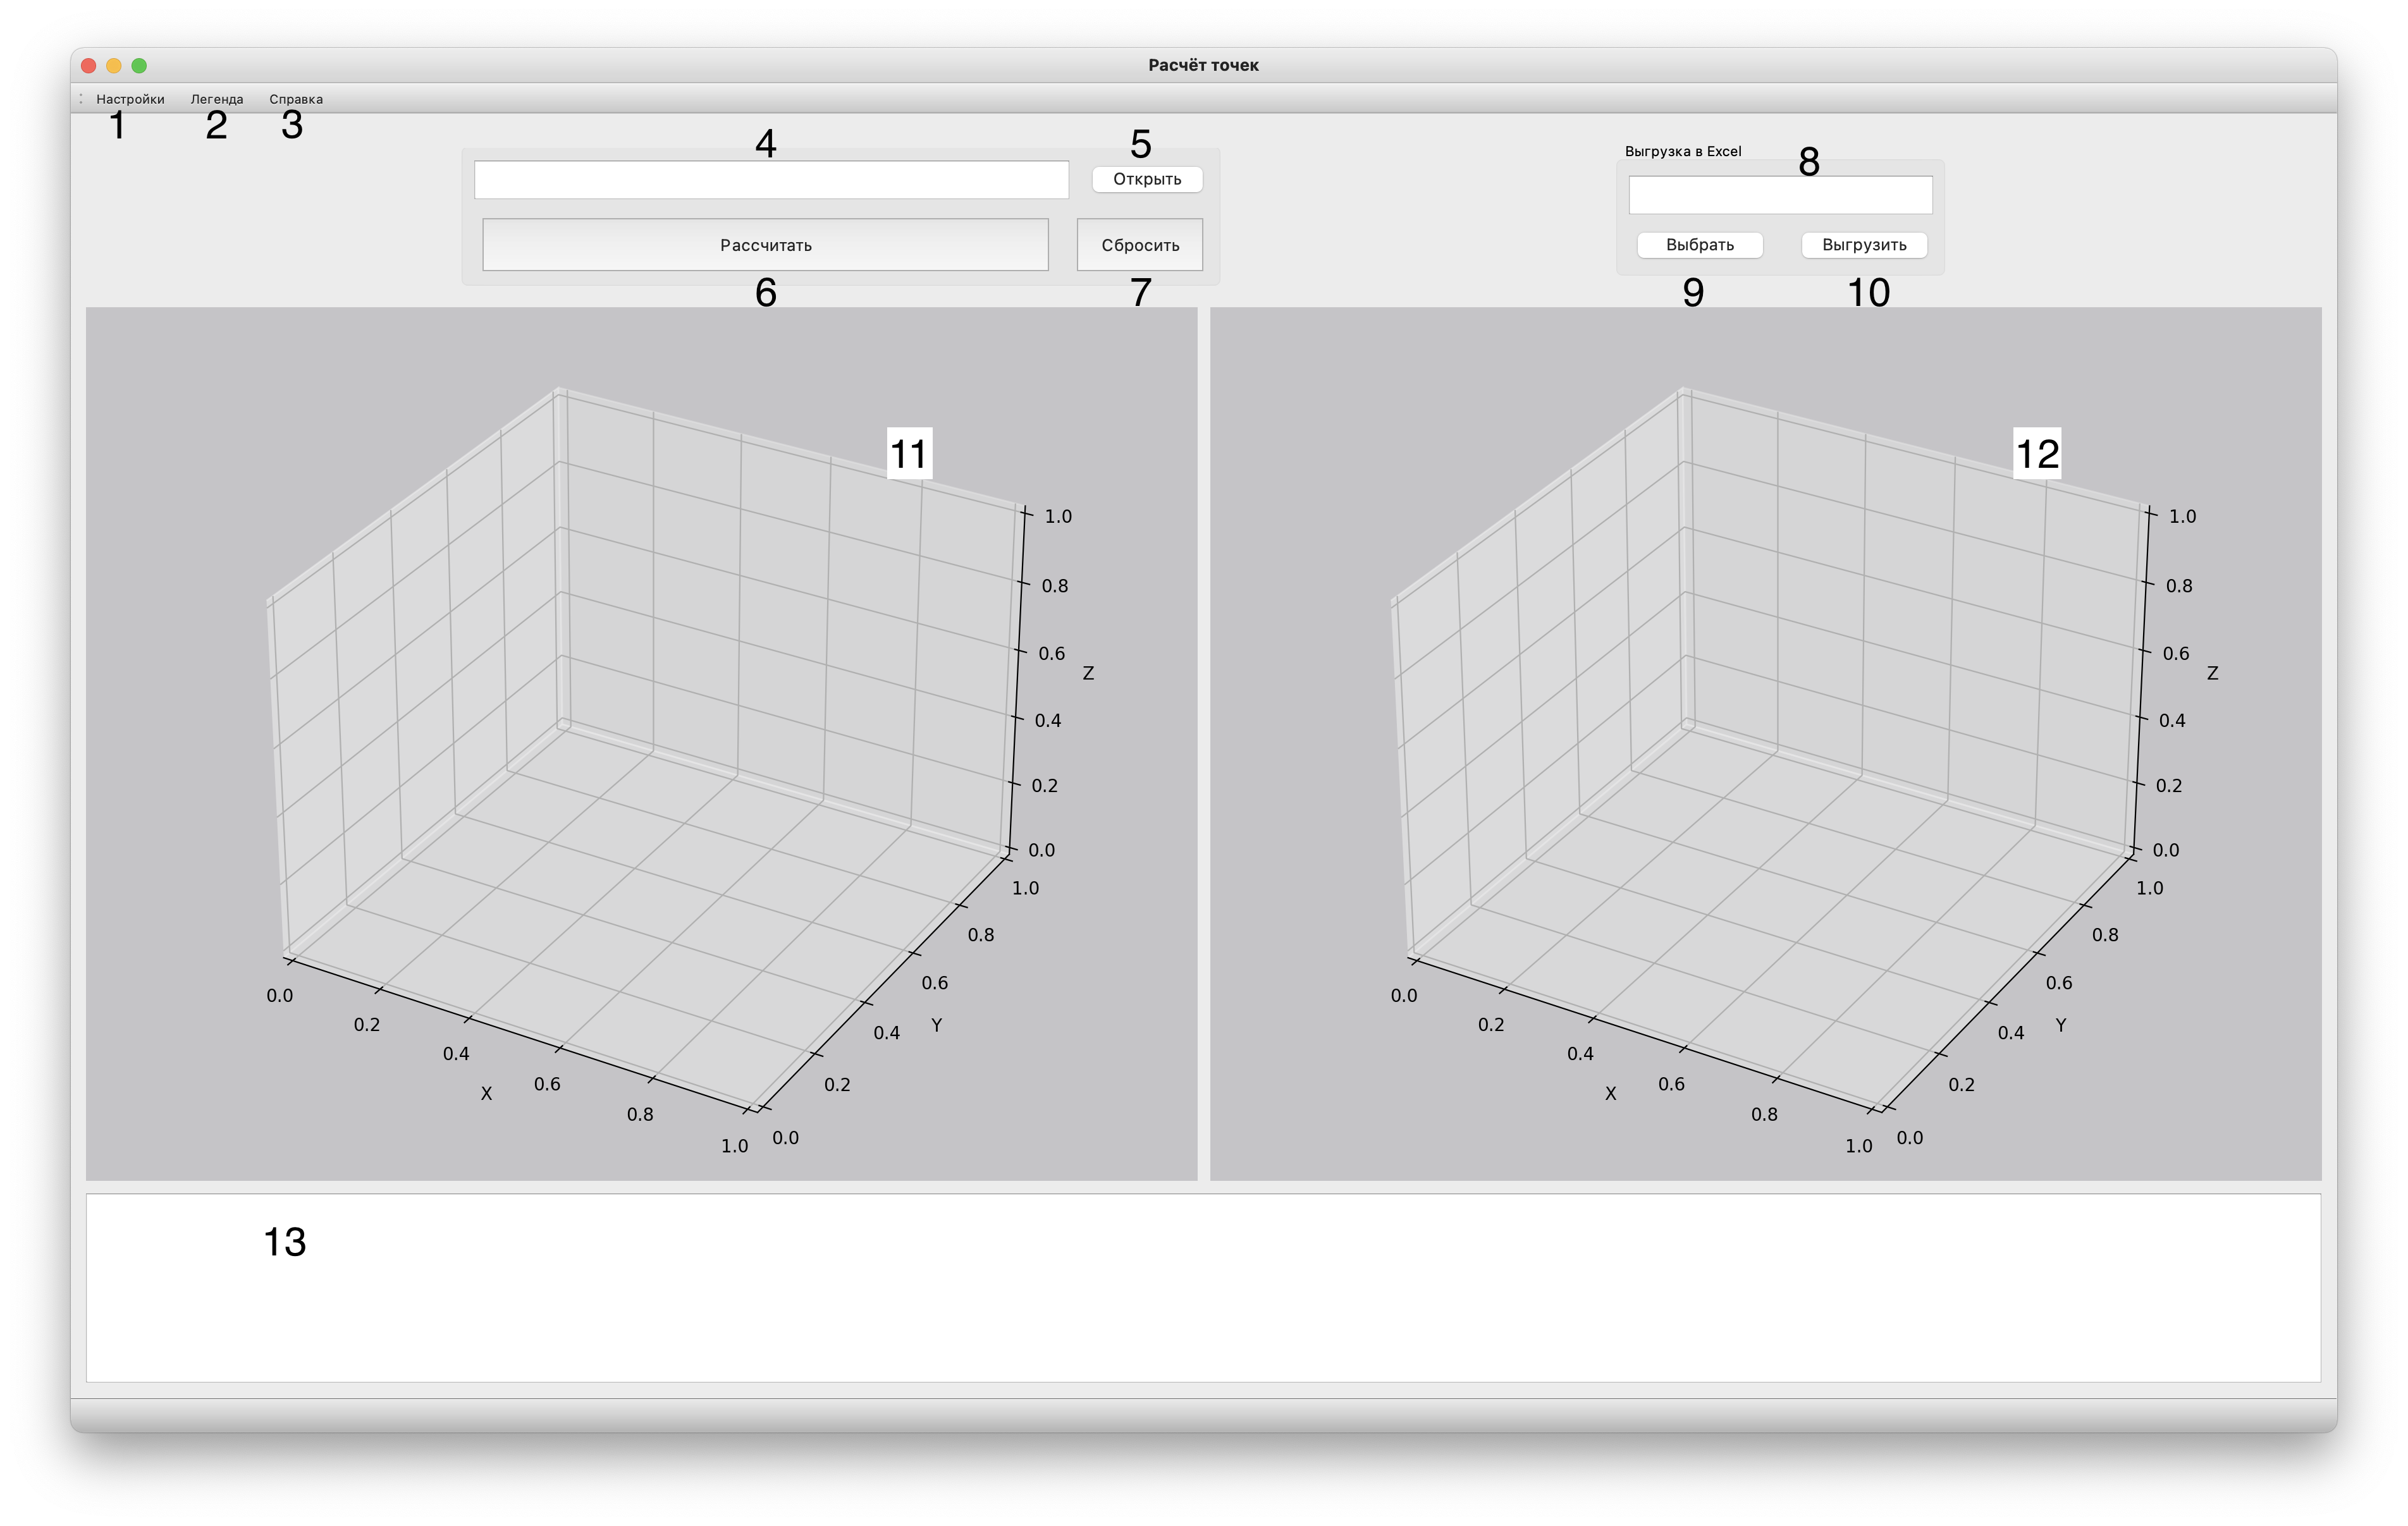 Расчёт точек
Настройки Легенда Справка
1 2 3
4 5
Выгрузка в Excel 8
Открыть
Рассчитать Сбросить
Выбрать Выгрузить
6 7 9 10
11
1.0
0.8
0.6
Z
0.4
0.2
0.0
1.0
0.8
0.6
0.4 Y
0.2
0.0
0.0
0.2
0.4
X 0.6
0.8
1.0
12
1.0
0.8
0.6
Z
0.4
0.2
0.0
1.0
0.8
0.6
0.4 Y
0.2
0.0
0.0
0.2
0.4
X 0.6
0.8
1.0
13